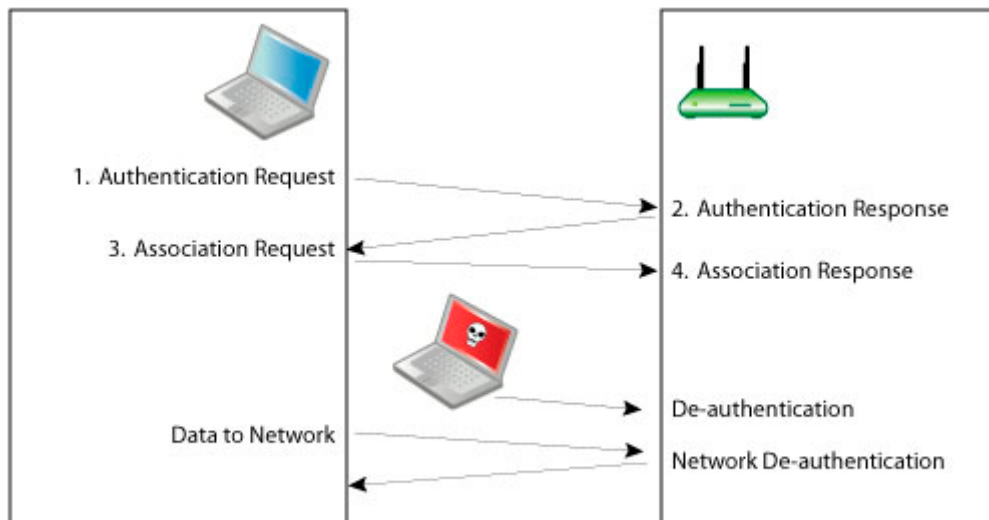 1. Authentication Request
2. Authentication Response
3. Association Request
4. Association Response
De-authentication
Data to Network
Network De-authentication